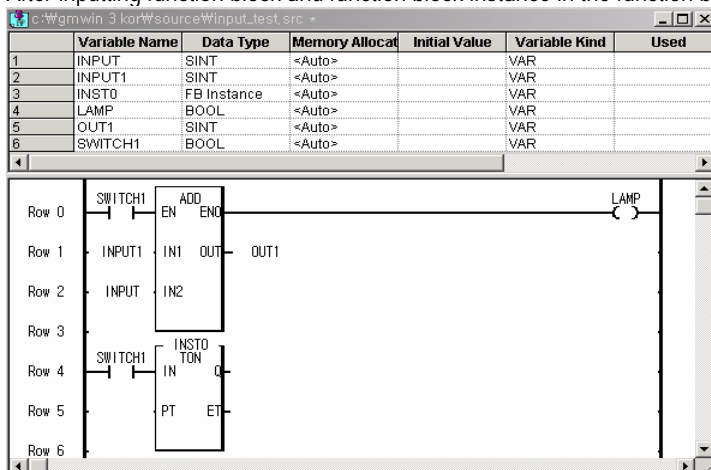 After inputting function block and function block instance in the function b
c:₩gmwin 3 kor₩source₩input_test.src *
Variable Name Data Type Memory Allocat Initial Value Variable Kind Used
1 INPUT SINT <Auto> VAR
2 INPUT1 SINT <Auto> VAR
3 INST0 FB Instance <Auto> VAR
4 LAMP BOOL <Auto> VAR
5 OUT1 SINT <Auto> VAR
6 SWITCH1 BOOL <Auto> VAR
SWITCH1 ADD LAMP
Row 0 EN ENO
Row 1 INPUT1 IN1 OUT OUT1
Row 2 INPUT IN2
Row 3
INST0
SWITCH1 TON
Row 4 IN Q
Row 5 PT ET
Row 6